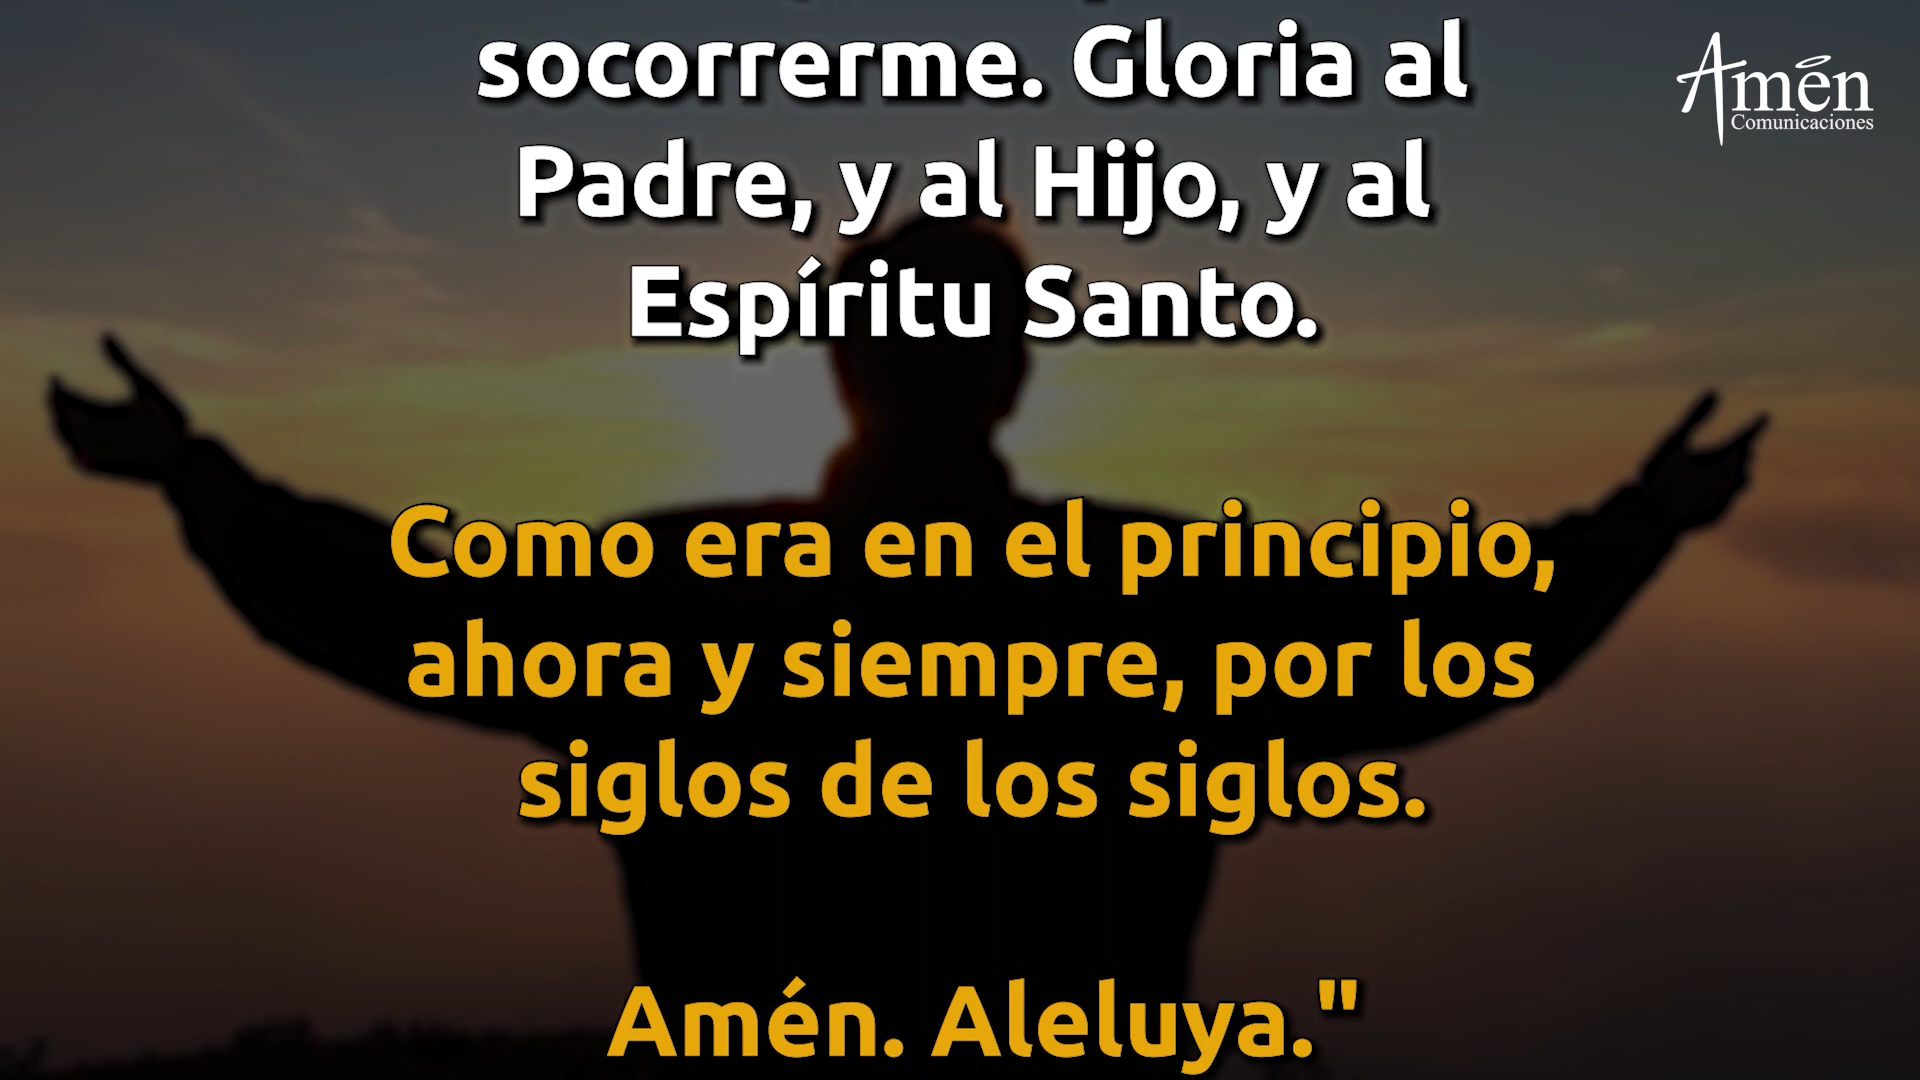 socorrerme. Gloria al
Padre, y al Hijo, y al
Espíritu Santo.
Como era en el principio,
ahora y siempre, por los
siglos de los siglos.
Amén. Aleluya."
Amén
Comunicaciones